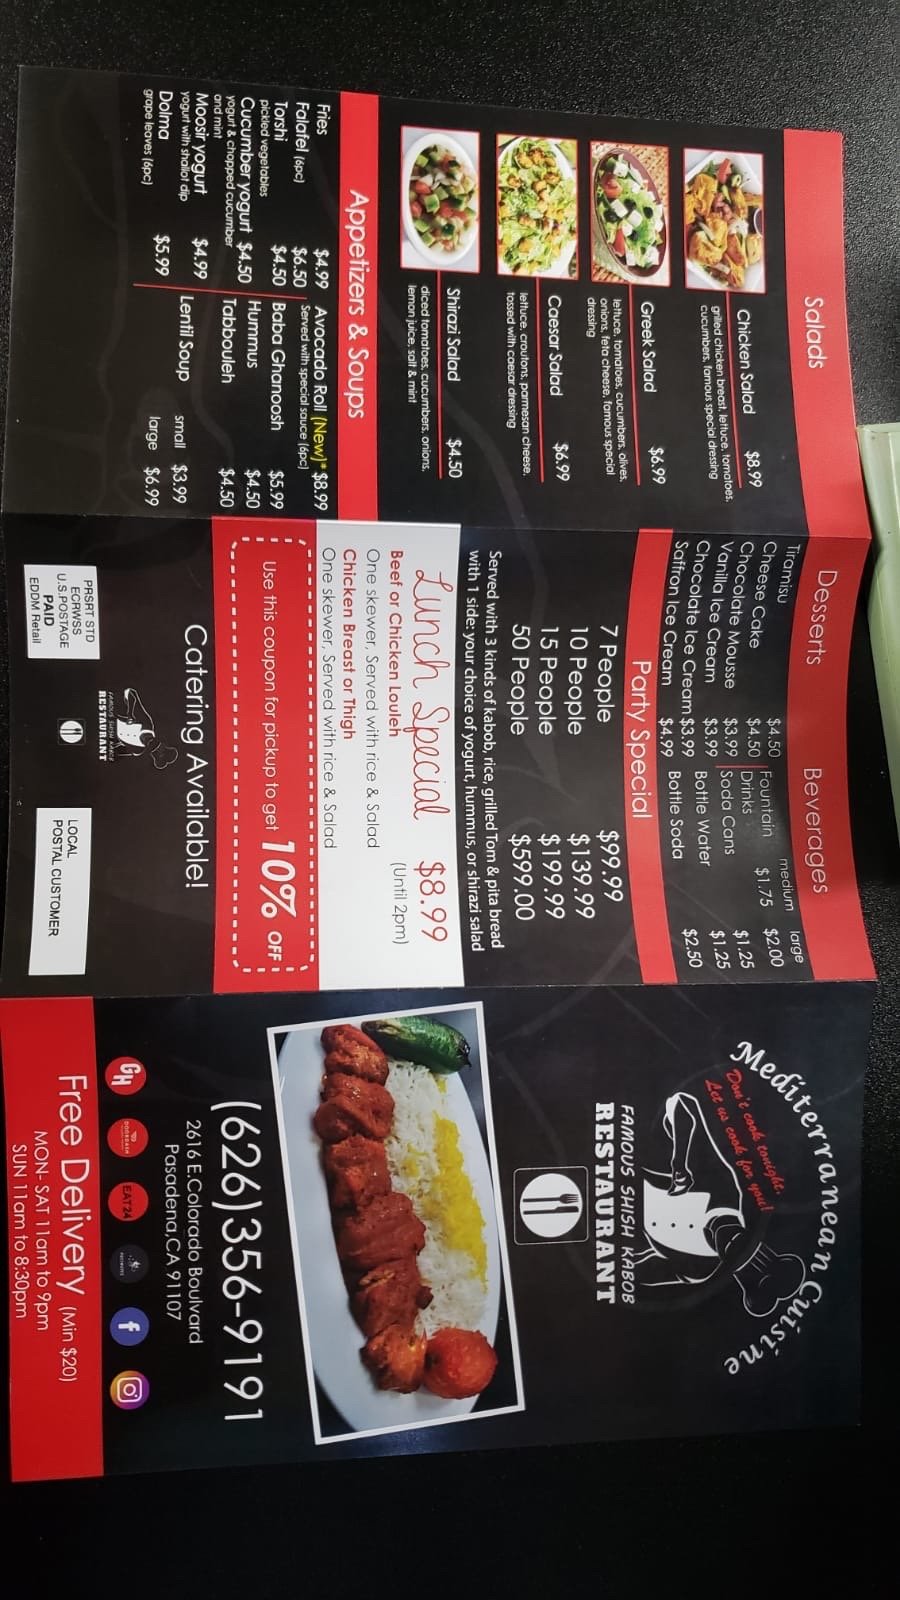 Salads
Chicken Salad $8.99
grilled chicken breast, lettuce, tomatoes,
cucumbers, famous special dressing
Greek Salad $6.99
lettuce, tomatoes, cucumbers, olives,
onions, feta cheese, famous special
dressing
Caesar Salad $6.99
lettuce, croutons, parmesan cheese,
tossed with caesar dressing
Shirazi Salad $4.50
diced tomatoes, cucumbers, onions,
lemon juice, salt & mint
Appetizers & Soups
Fries $4.99
Falafel (6pc) $6.50
Torshi $4.50
pickled vegetables
Cucumber yogurt $4.50
yogurt & chopped cucumber
and mint
Moosir yogurt $4.99
yogurt with shallot dip
Dolma $5.99
grape leaves (6pc)
Avocado Roll (New)* $8.99
Served with special sauce (6pc)
Baba Ghanoosh $5.99
Hummus $4.50
Tabbouleh $4.50
Lentil Soup small $3.99
large $6.99
Desserts
Tiramisu $4.50
Cheese Cake $4.50
Chocolate Mousse $3.99
Vanilla Ice Cream $3.99
Chocolate Ice Cream $3.99
Saffron Ice Cream $4.99
Beverages
medium large
Fountain $1.75 $2.00
Drinks
Soda Cans $1.25
Bottle Water $1.25
Bottle Soda $2.50
Party Special
7 People $99.99
10 People $139.99
15 People $199.99
50 People $599.00
Served with 3 kinds of kabob, rice, grilled Tom & pita bread
with 1 side: your choice of yogurt, hummus, or shirazi salad
Lunch Special $8.99
(Until 2pm)
Beef or Chicken Louleh
One skewer, Served with rice & Salad
Chicken Breast or Thigh
One skewer, Served with rice & Salad
Use this coupon for pickup to get 10% OFF
Catering Available!
FAMOUS SHISH KABOB
RESTAURANT
PRSRT STD
ECRWSS
U.S.POSTAGE
PAID
EDDM Retail
LOCAL
POSTAL CUSTOMER
Mediterranean Cuisine
Don't cook tonight,
Let us cook for you!
FAMOUS SHISH KABOB
RESTAURANT
(626)356-9191
2616 E.Colorado Boulvard
Pasadena,CA 91107
GH
DOORDASH
EAT24
POSTMATES
f
Free Delivery (Min $20)
MON- SAT 11am to 9pm
SUN 11am to 8:30pm